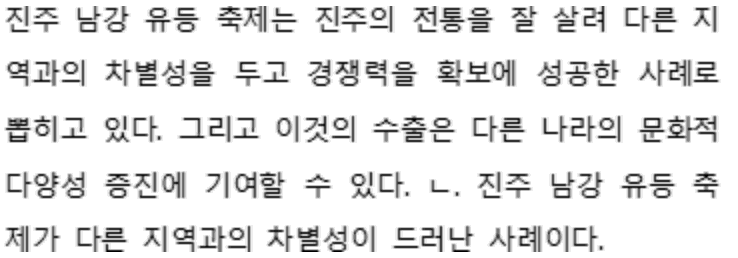 진주 남강 유등 축제는 진주의 전통을 잘 살려 다른 지
역과의 차별성을 두고 경쟁력을 확보에 성공한 사례로
뽑히고 있다. 그리고 이것의 수출은 다른 나라의 문화적
다양성 증진에 기여할 수 있다. ㄴ. 진주 남강 유등 축
제가 다른 지역과의 차별성이 드러난 사례이다.